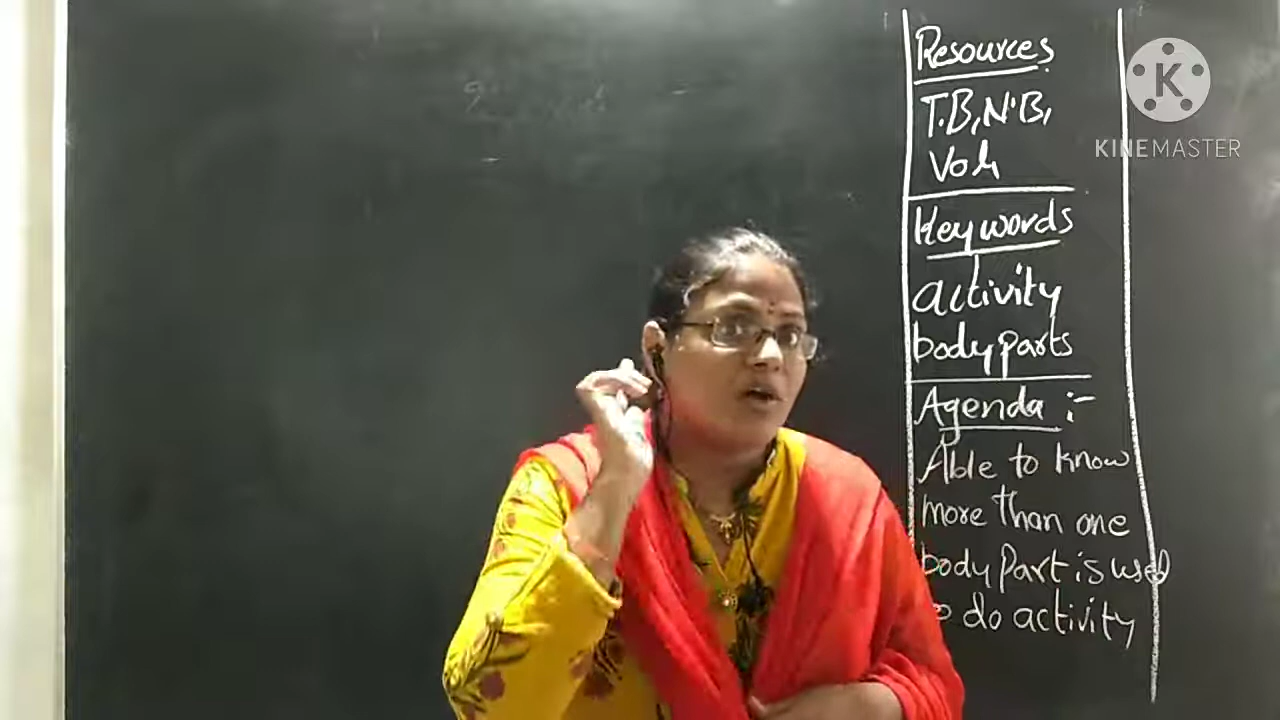 Resources
T.B, N.B,
Keywords
activity
body parts
Agenda :-
Able to know
more than one
body Part is used
do activity
K
KINEMASTER